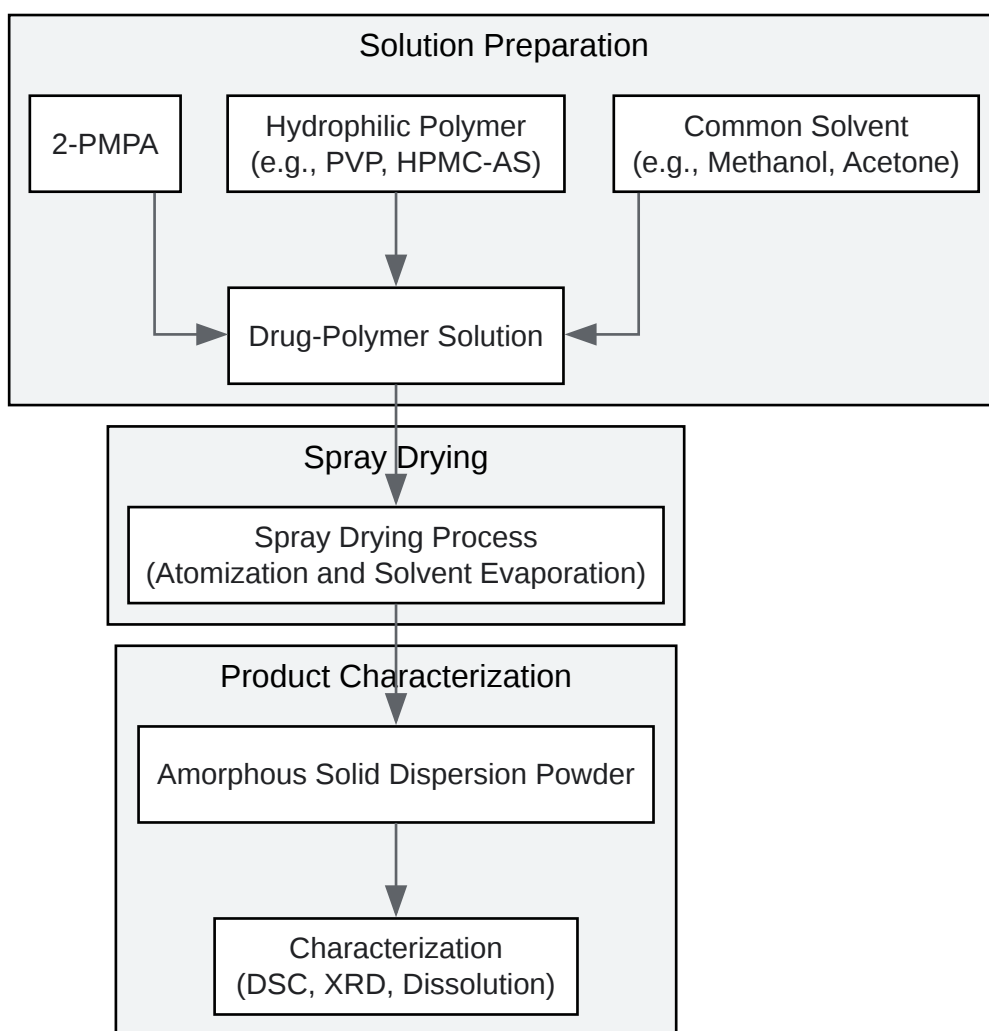 Solution Preparation
2-PMPA
Hydrophilic Polymer
(e.g., PVP, HPMC-AS)
Common Solvent
(e.g., Methanol, Acetone)
Drug-Polymer Solution
Spray Drying
Spray Drying Process
(Atomization and Solvent Evaporation)
Product Characterization
Amorphous Solid Dispersion Powder
Characterization
(DSC, XRD, Dissolution)